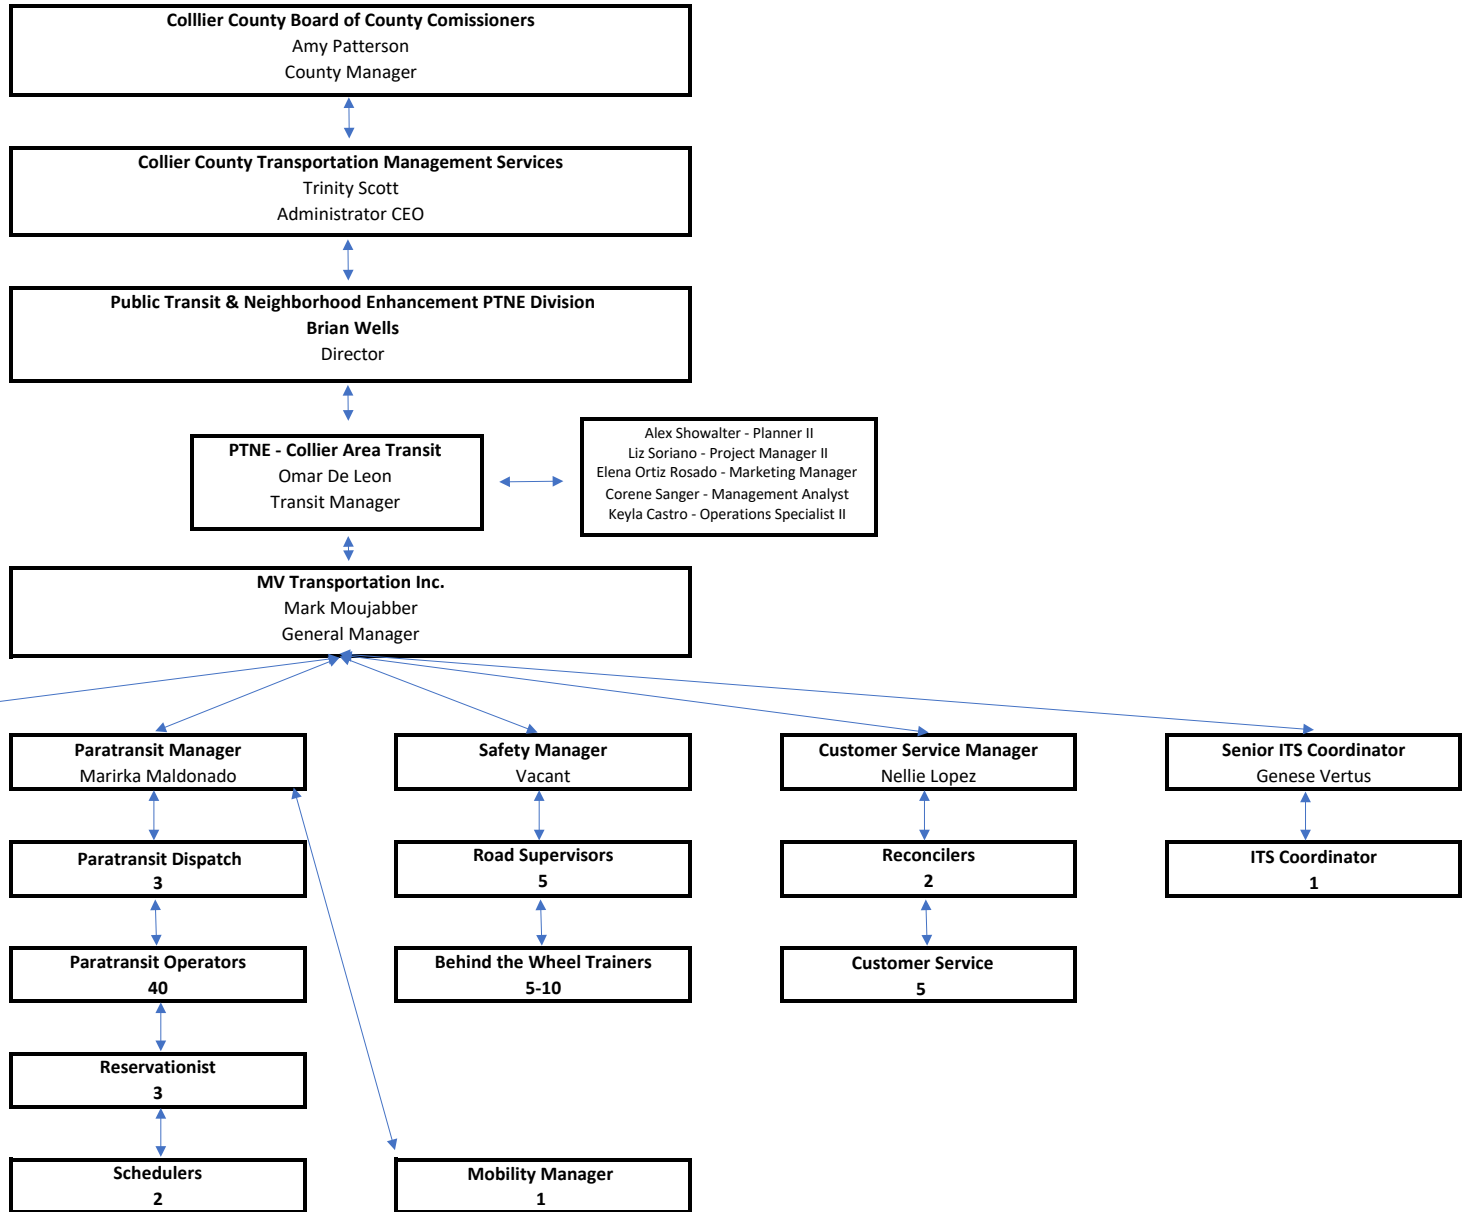 Colllier County Board of County Comissioners
Amy Patterson
County Manager
Collier County Transportation Management Services
Trinity Scott
Administrator CEO
Public Transit & Neighborhood Enhancement PTNE Division
Brian Wells
Director
PTNE - Collier Area Transit
Omar De Leon
Transit Manager
Alex Showalter - Planner II
Liz Soriano - Project Manager II
Elena Ortiz Rosado - Marketing Manager
Corene Sanger - Management Analyst
Keyla Castro - Operations Specialist II
MV Transportation Inc.
Mark Moujabber
General Manager
Paratransit Manager
Marirka Maldonado
Safety Manager
Vacant
Customer Service Manager
Nellie Lopez
Senior ITS Coordinator
Genese Vertus
Paratransit Dispatch
3
Road Supervisors
5
Reconcilers
2
ITS Coordinator
1
Paratransit Operators
40
Behind the Wheel Trainers
5-10
Customer Service
5
Reservationist
3
Schedulers
2
Mobility Manager
1